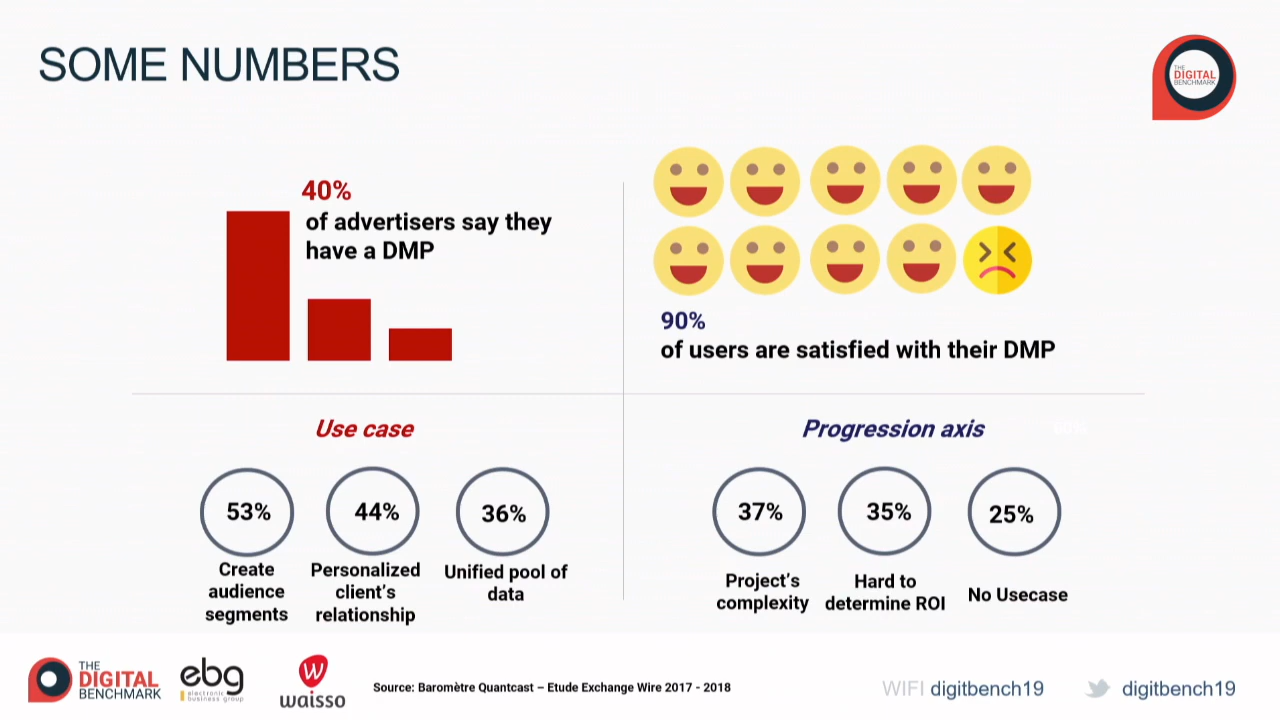 SOME NUMBERS
THE
DIGITAL
BENCHMARK
40%
of advertisers say they
have a DMP
90%
of users are satisfied with their DMP
Use case
53%
44%
36%
Create
audience
segments
Personalized
client's
relationship
Unified pool of
data
Progression axis
60%
37%
35%
25%
Project's
complexity
Hard to
determine ROI
No Usecase
THE
DIGITAL
BENCHMARK
ebg
electronic
business group
waisso
Source: Baromètre Quantcast – Etude Exchange Wire 2017 - 2018
WIFI digitbench19
digitbench19